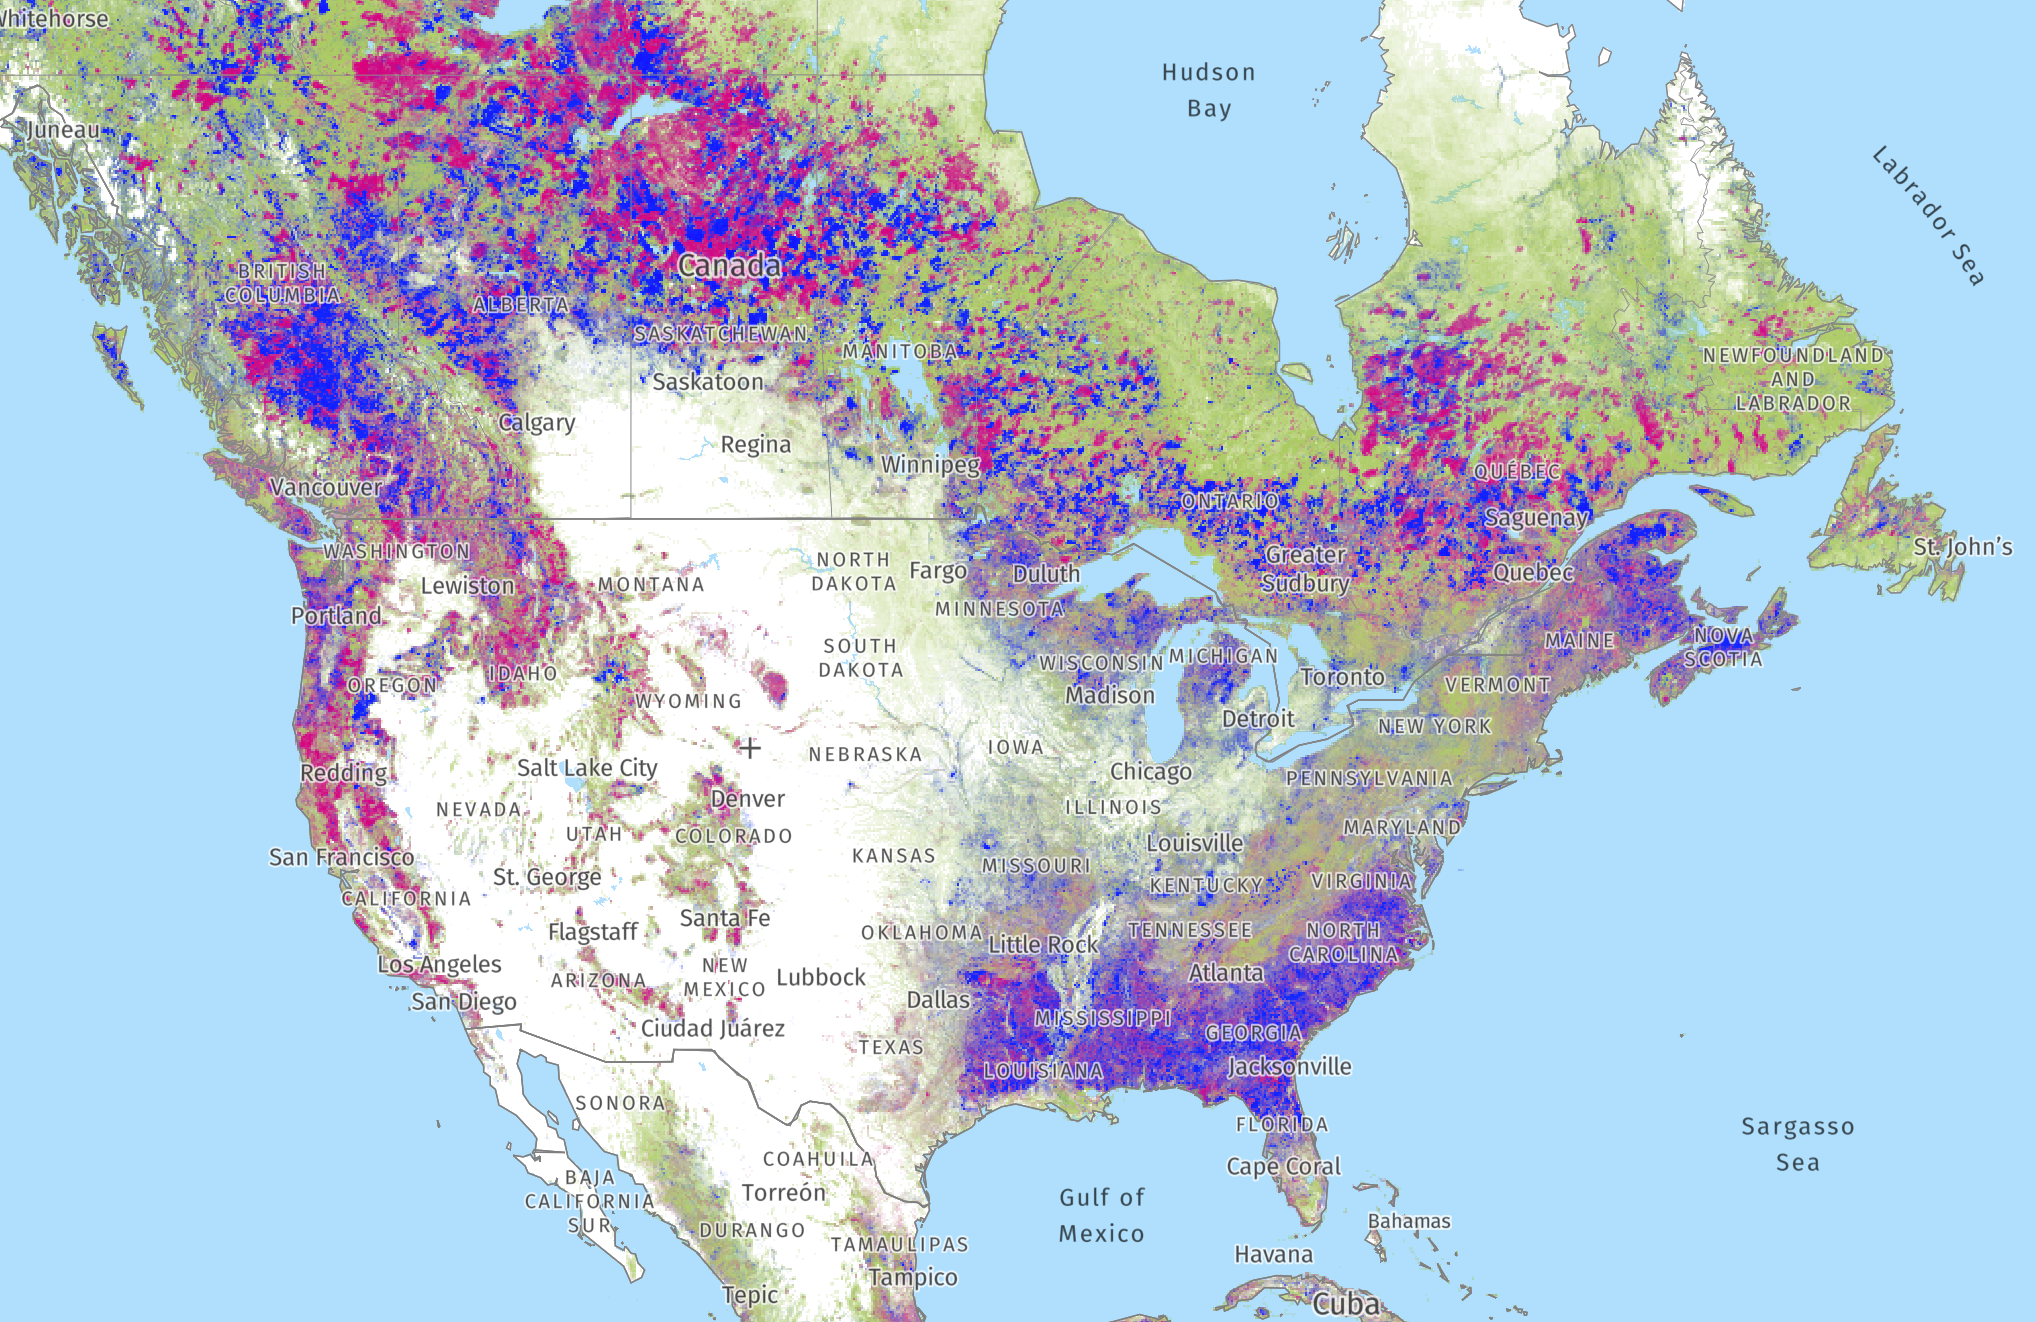 Whitehorse
Hudson
Bay
Juneau
Labrador Sea
Canada
BRITISH
COLUMBIA
ALBERTA
SASKATCHEWAN
MANITOBA
NEWFOUNDLAND
AND
LABRADOR
Saskatoon
Calgary
Regina
Winnipeg
QUÉBEC
Vancouver
ONTARIO
Saguenay
St. John's
WASHINGTON
NORTH
DAKOTA
Fargo
Duluth
Greater
Sudbury
Quebec
Lewiston
MONTANA
Portland
MINNESOTA
MAINE
NOVA
SCOTIA
SOUTH
DAKOTA
WISCONSIN
MICHIGAN
IDAHO
OREGON
WYOMING
Madison
Toronto
VERMONT
Detroit
NEW YORK
NEBRASKA
IOWA
Redding
Salt Lake City
Chicago
PENNSYLVANIA
NEVADA
Denver
ILLINOIS
UTAH
COLORADO
MARYLAND
San Francisco
KANSAS
MISSOURI
Louisville
St. George
KENTUCKY
VIRGINIA
CALIFORNIA
Santa Fe
Flagstaff
OKLAHOMA
Little Rock
TENNESSEE
NORTH
CAROLINA
Los Angeles
ARIZONA
NEW
MEXICO
Lubbock
Atlanta
San Diego
Dallas
Ciudad Juárez
MISSISSIPPI
GEORGIA
TEXAS
LOUISIANA
Jacksonville
SONORA
FLORIDA
Sargasso
Sea
COAHUILA
Cape Coral
BAJA
CALIFORNIA
SUR
Torreón
Gulf of
Mexico
DURANGO
Bahamas
TAMAULIPAS
Havana
Tampico
Tepic
Cuba